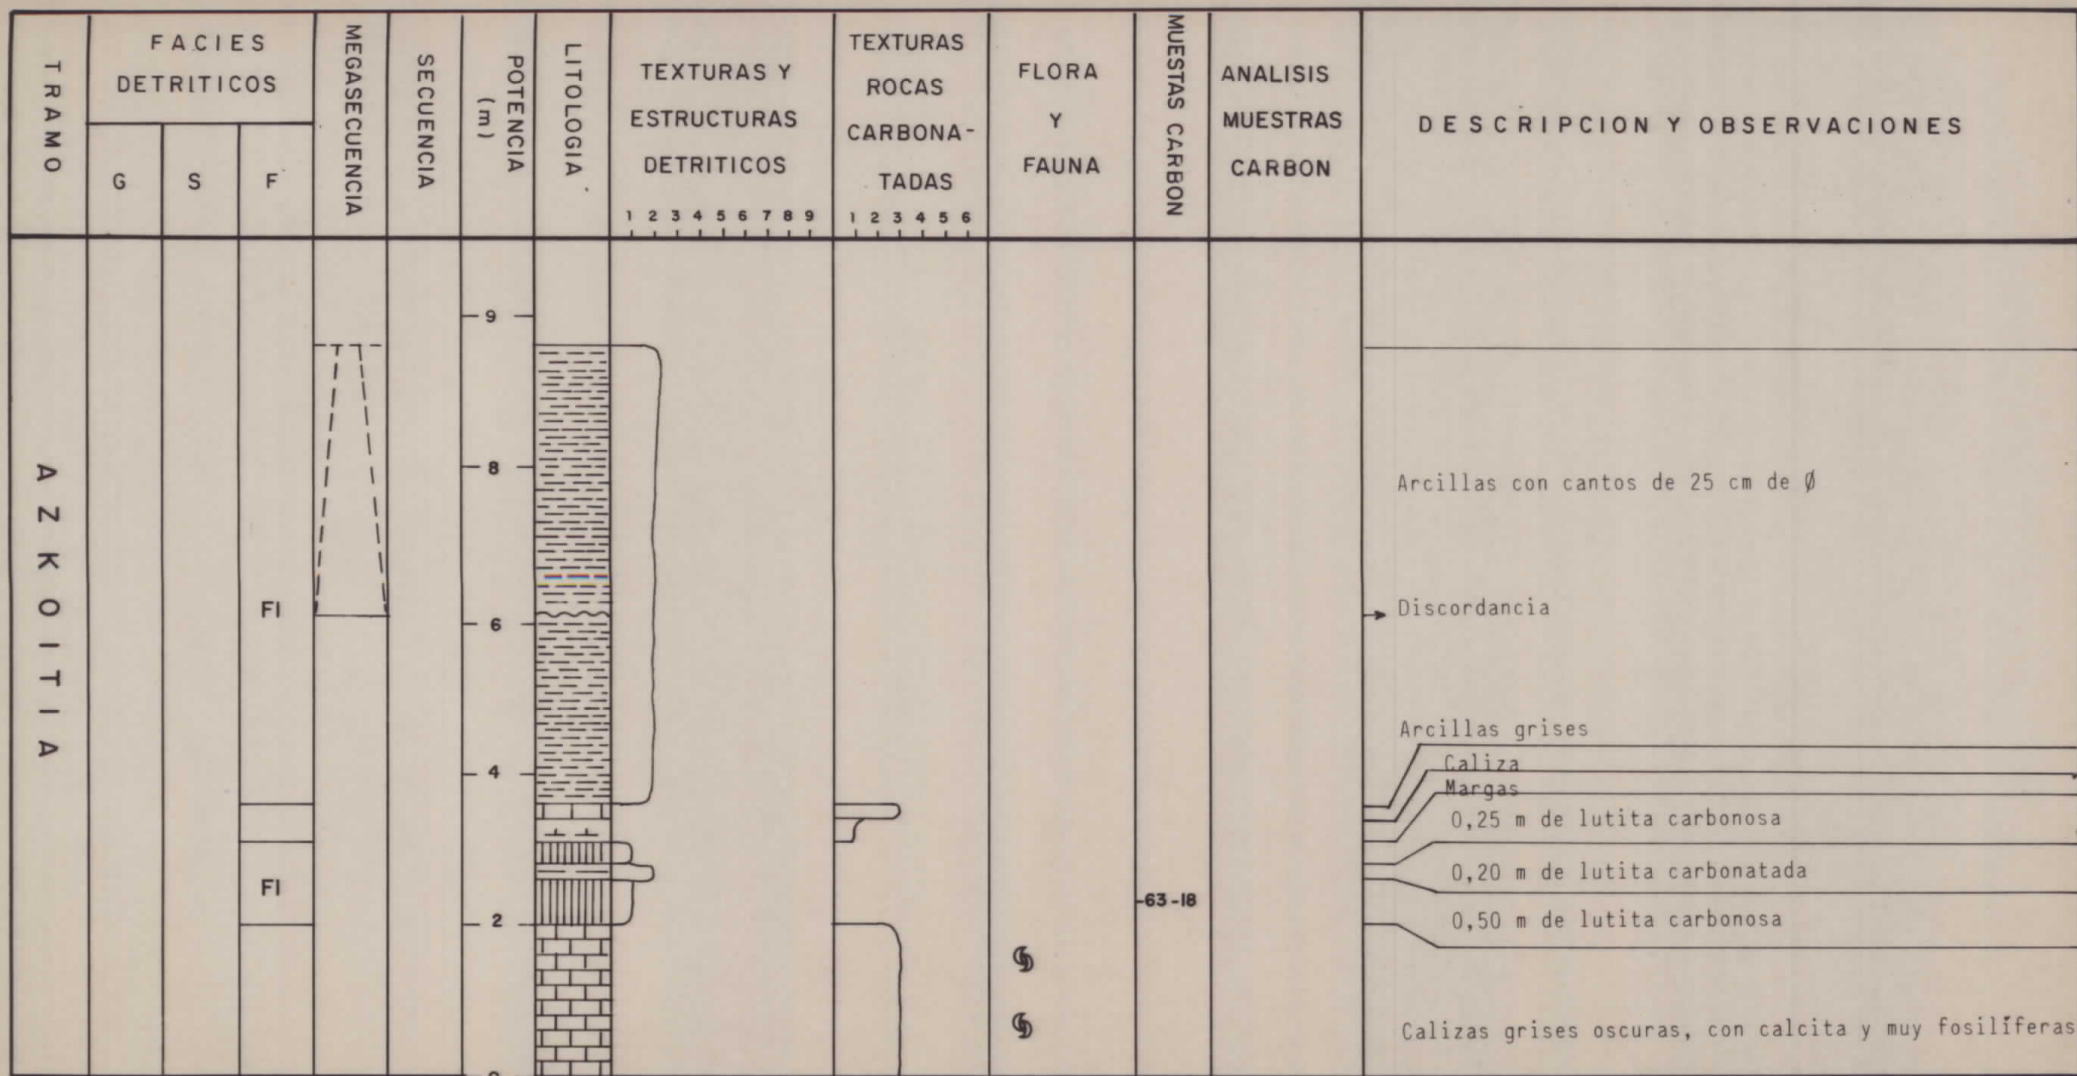 TRAMO
FACIES
DETRITICOS
G S F
MEGASECUENCIA
SECUENCIA
POTENCIA
(m)
LITOLOGIA
TEXTURAS Y
ESTRUCTURAS
DETRITICOS
1 2 3 4 5 6 7 8 9
TEXTURAS
ROCAS
CARBONA-
TADAS
1 2 3 4 5 6
FLORA
Y
FAUNA
MUESTAS CARBON
ANALISIS
MUESTRAS
CARBON
DESCRIPCION Y OBSERVACIONES
AZKOITIA
9
8
Arcillas con cantos de 25 cm de Ø
Fl
6
Discordancia
Arcillas grises
4
Caliza
Margas
0,25 m de lutita carbonosa
0,20 m de lutita carbonatada
Fl
63-18
2
0,50 m de lutita carbonosa
Calizas grises oscuras, con calcita y muy fosilíferas